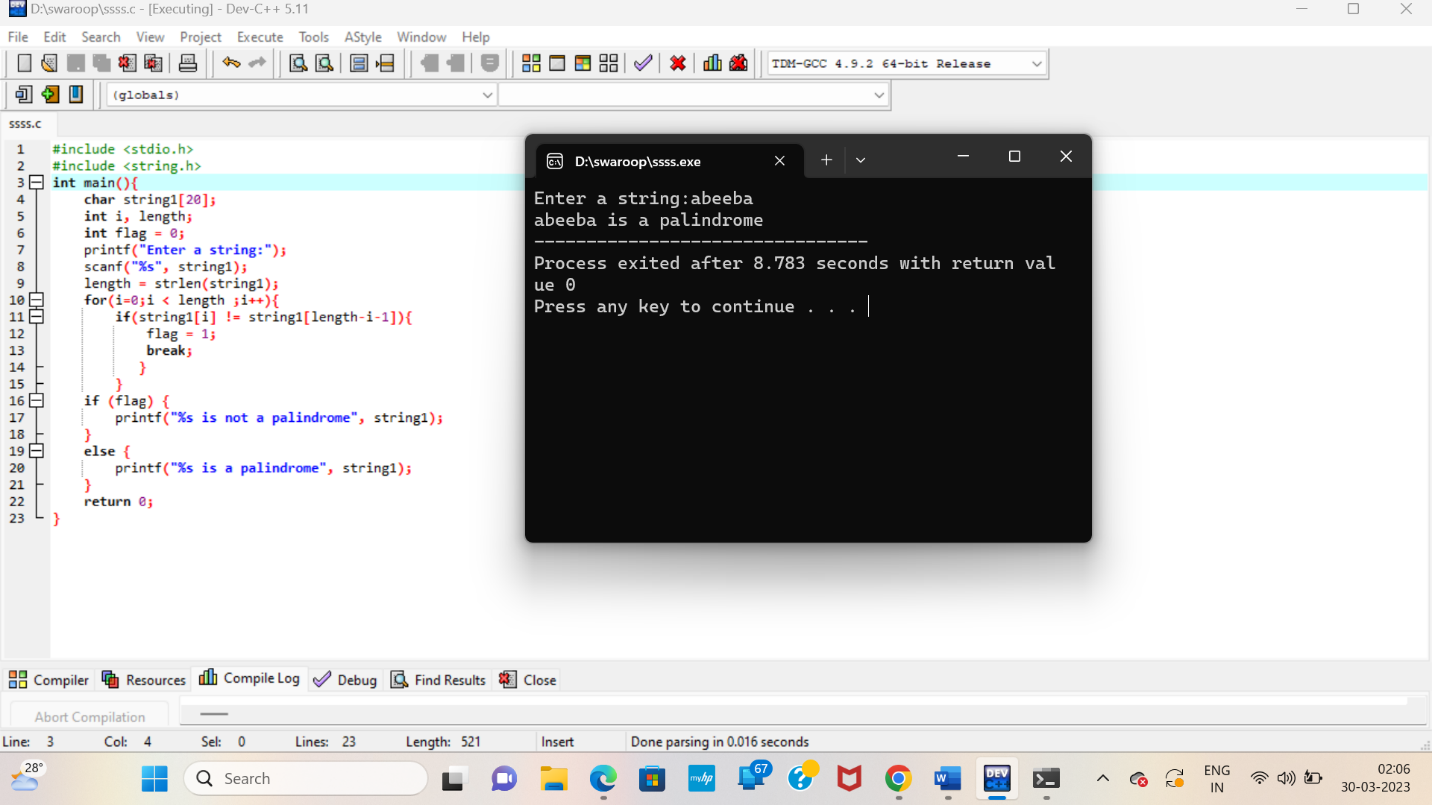 D:\swaroop\ssss.c - [Executing] - Dev-C++ 5.11
File Edit Search View Project Execute Tools AStyle Window Help
TDM-GCC 4.9.2 64-bit Release
(globals)
ssss.c
1 #include <stdio.h>
2 #include <string.h>
3 int main(){
4 char string1[20];
5 int i, length;
6 int flag = 0;
7 printf("Enter a string:");
8 scanf("%s", string1);
9 length = strlen(string1);
10 for(i=0;i < length ;i++){
11 if(string1[i] != string1[length-i-1]){
12 flag = 1;
13 break;
14 }
15 }
16 if (flag) {
17 printf("%s is not a palindrome", string1);
18 }
19 else {
20 printf("%s is a palindrome", string1);
21 }
22 return 0;
23 }
D:\swaroop\ssss.exe
Enter a string:abeeba
abeeba is a palindrome
--------------------------------
Process exited after 8.783 seconds with return val
ue 0
Press any key to continue . . .
Compiler Resources Compile Log Debug Find Results Close
Abort Compilation
Line: 3 Col: 4 Sel: 0 Lines: 23 Length: 521 Insert Done parsing in 0.016 seconds
28°
Search
myhp
67
DEV
ENG
IN
02:06
30-03-2023